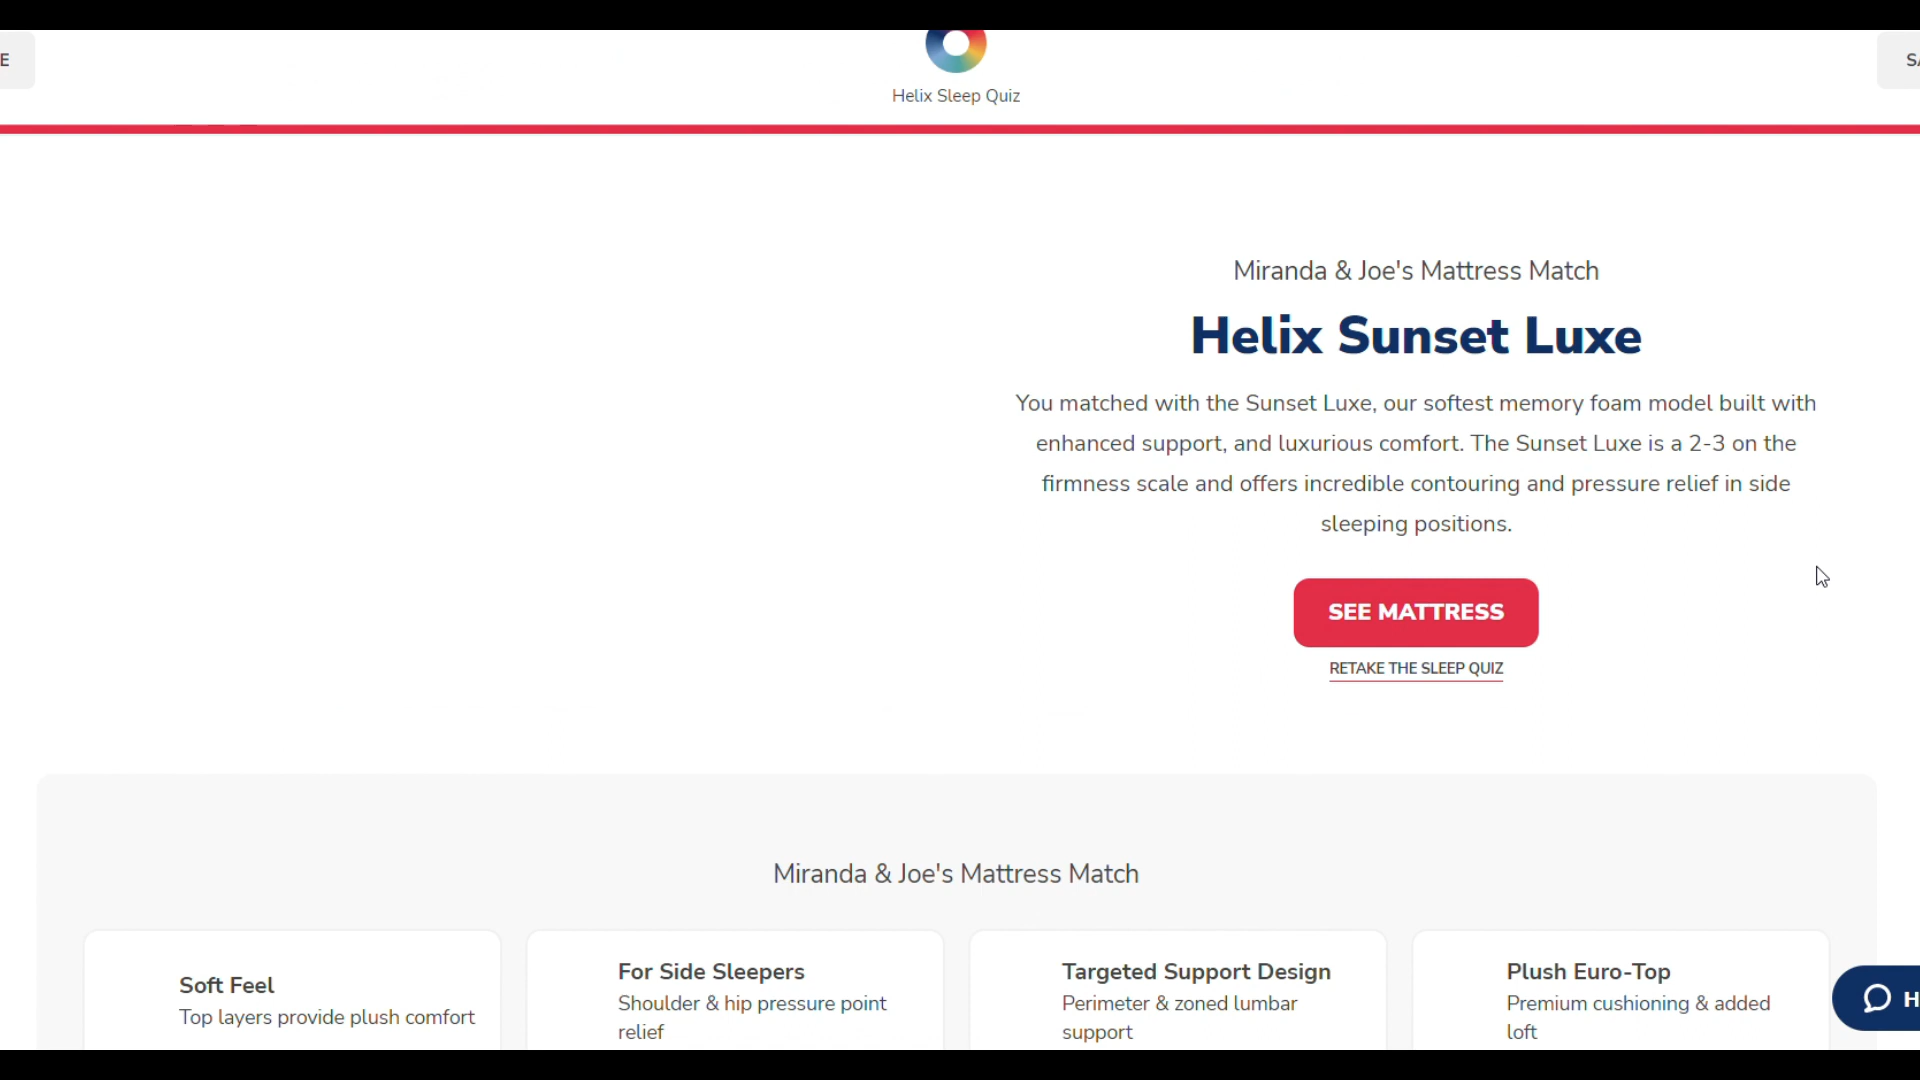 E
SA
Helix Sleep Quiz
Miranda & Joe's Mattress Match
Helix Sunset Luxe
You matched with the Sunset Luxe, our softest memory foam model built with
enhanced support, and luxurious comfort. The Sunset Luxe is a 2-3 on the
firmness scale and offers incredible contouring and pressure relief in side
sleeping positions.
SEE MATTRESS
RETAKE THE SLEEP QUIZ
Miranda & Joe's Mattress Match
Soft Feel
Top layers provide plush comfort
For Side Sleepers
Shoulder & hip pressure point
relief
Targeted Support Design
Perimeter & zoned lumbar
support
Plush Euro-Top
Premium cushioning & added
loft
H